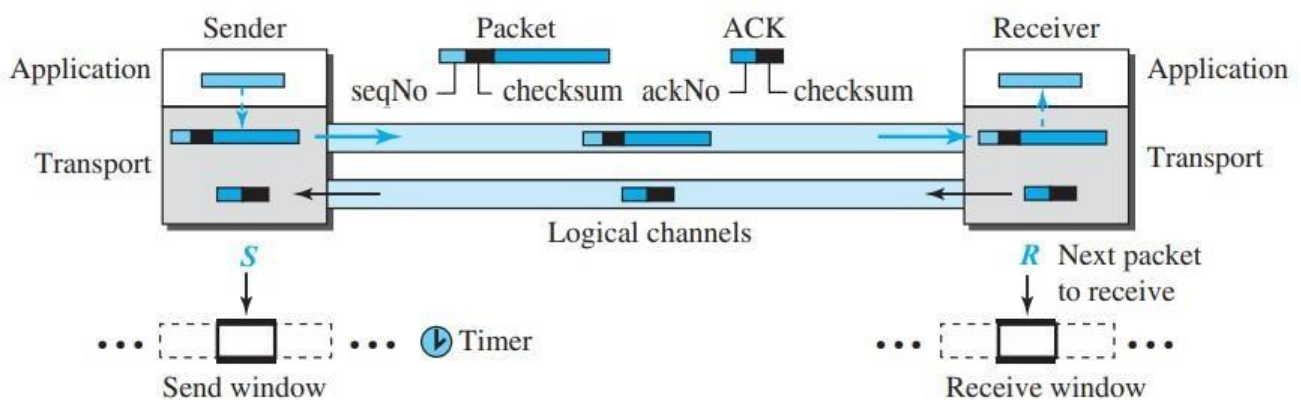 Sender
Packet
ACK
Receiver
Application
seqNo
checksum
ackNo
checksum
Application
Transport
Transport
Logical channels
S
R Next packet
to receive
... ...
Timer
... ...
Send window
Receive window